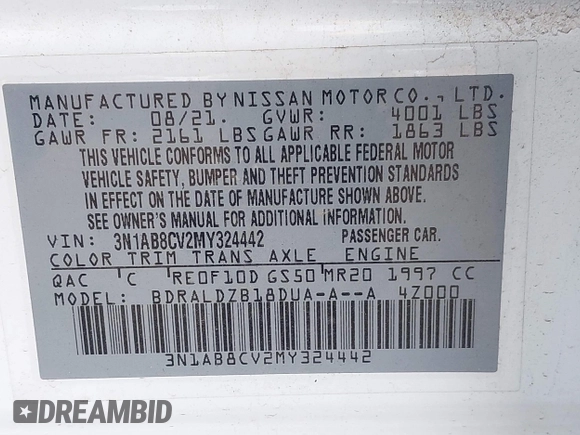 MANUFACTURED BY NISSAN MOTOR CO., LTD.
DATE: 08/21. GVWR: 4001 LBS
GAWR FR: 2161 LBS GAWR RR: 1863 LBS
THIS VEHICLE CONFORMS TO ALL APPLICABLE FEDERAL MOTOR
VEHICLE SAFETY, BUMPER AND THEFT PREVENTION STANDARDS
IN EFFECT ON THE DATE OF MANUFACTURE SHOWN ABOVE.
SEE OWNER'S MANUAL FOR ADDITIONAL INFORMATION.
VIN: 3N1AB8CV2MY324442 PASSENGER CAR.
COLOR TRIM TRANS AXLE ENGINE
QAC C RE0F10D GS50 MR20 1997 CC
MODEL: BDRALDZB18DUA-A--A 4Z000
3N1AB8CV2MY324442
DREAMBID